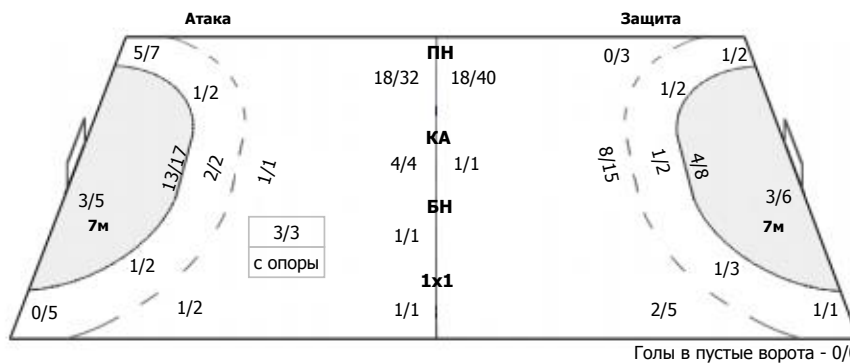 Атака Защита
5/7 ПН 0/3 1/2
18/32 18/40
1/2 1/2
КА
13/17 2/2 1/1 4/4 1/1 8/15 1/2 4/8
3/5 3/6
7м БН 7м
3/3 1/1
с опоры
1/2 1/3
1х1
0/5 1/2 1/1 2/5 1/1
Голы в пустые ворота - 0/